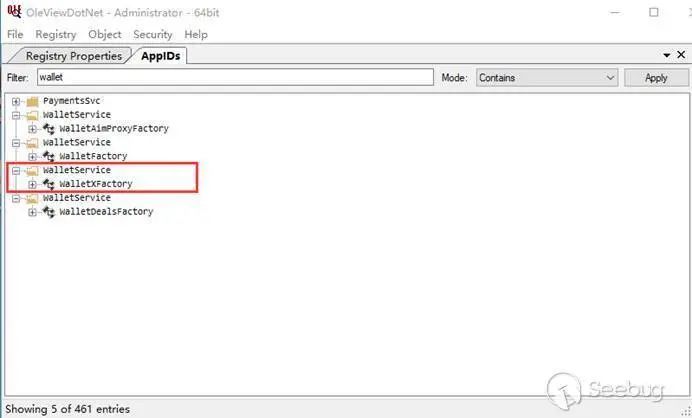 OleViewDotNet - Administrator - 64bit
File Registry Object Security Help
Registry Properties AppIDs
Filter: wallet Mode: Contains Apply
PaymentsSvc
WalletService
WalletAimProxyFactory
WalletService
WalletFactory
WalletService
WalletXFactory
WalletService
WalletDealsFactory
Seebug
Showing 5 of 461 entries